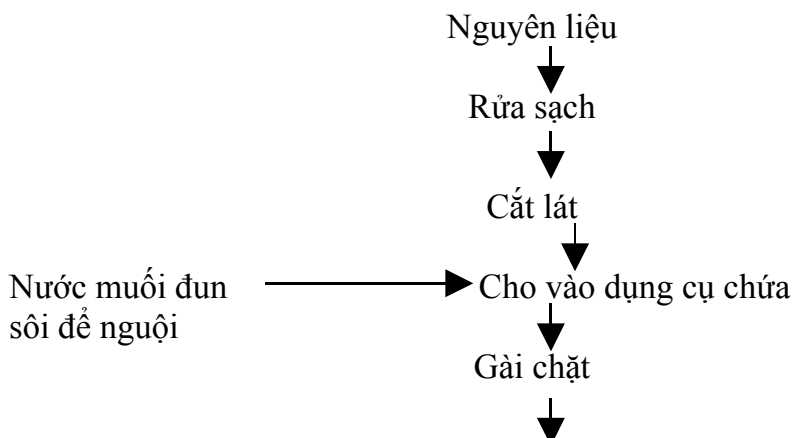 Nguyên liệu
Rửa sạch
Cắt lát
Nước muối đun
sôi để nguội
Cho vào dụng cụ chứa
Gài chặt